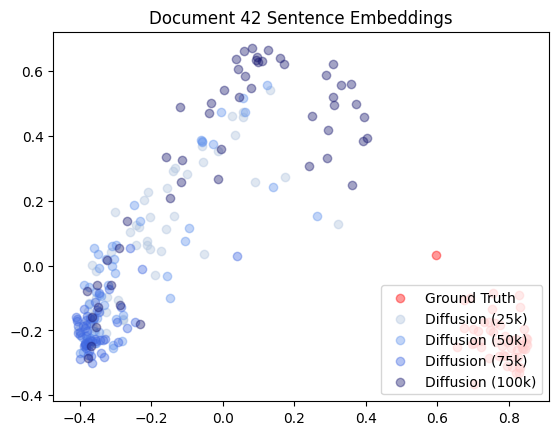 Document 42 Sentence Embeddings
0.6
0.4
0.2
0.0
−0.2
−0.4
Ground Truth
Diffusion (25k)
Diffusion (50k)
Diffusion (75k)
Diffusion (100k)
−0.4 −0.2 0.0 0.2 0.4 0.6 0.8